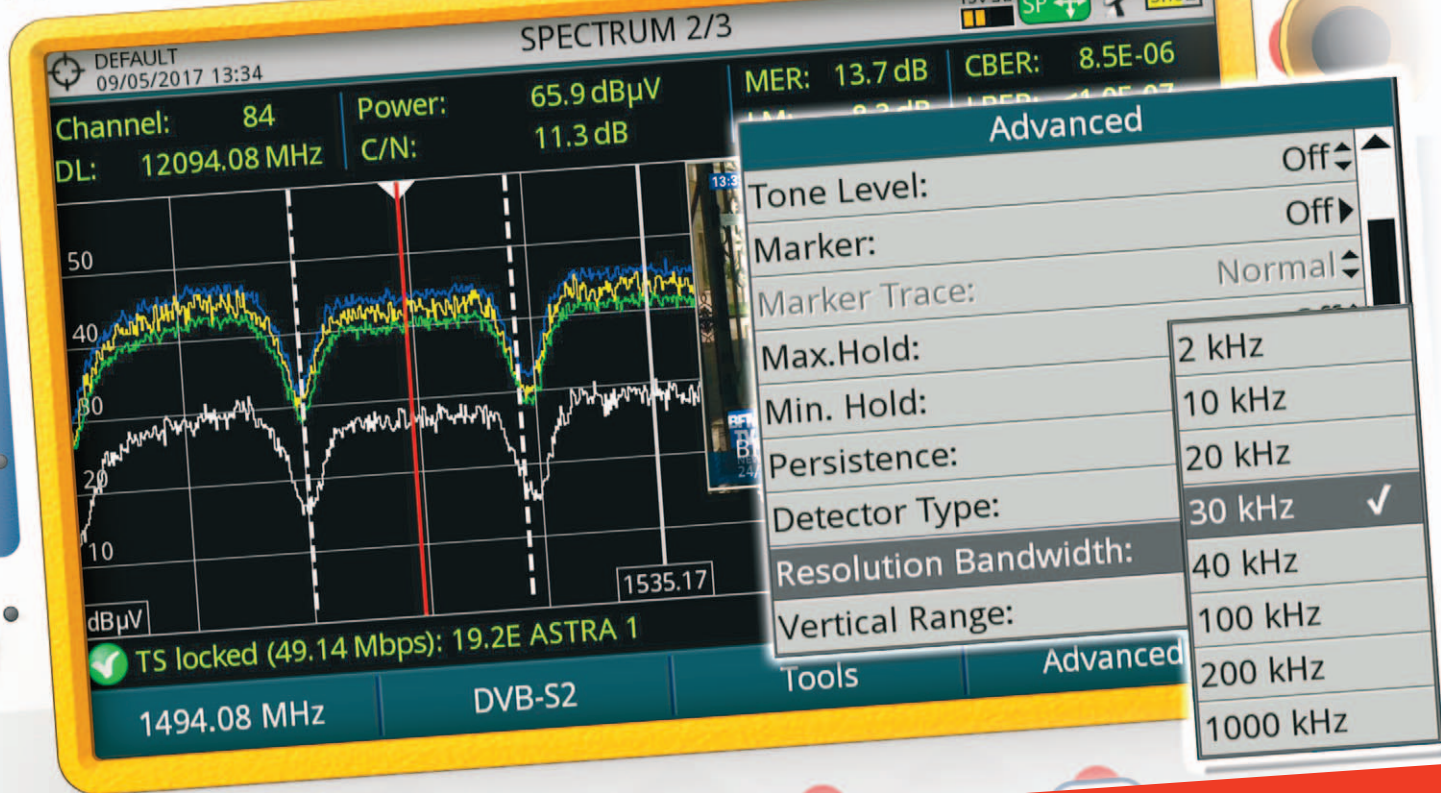 DEFAULT
09/05/2017 13:34
SPECTRUM 2/3
SP
Channel: 84
DL: 12094.08 MHz
Power: 65.9 dBµV
C/N: 11.3 dB
MER: 13.7 dB
CBER: 8.5E-06
50
40
30
20
10
dBµV
1535.17
TS locked (49.14 Mbps): 19.2E ASTRA 1
1494.08 MHz
DVB-S2
Tools
Advanced
Advanced
Tone Level: Off
Marker: Off
Marker Trace: Normal
Max.Hold:
Min. Hold:
Persistence:
Detector Type:
Resolution Bandwidth:
Vertical Range:
2 kHz
10 kHz
20 kHz
30 kHz
40 kHz
100 kHz
200 kHz
1000 kHz